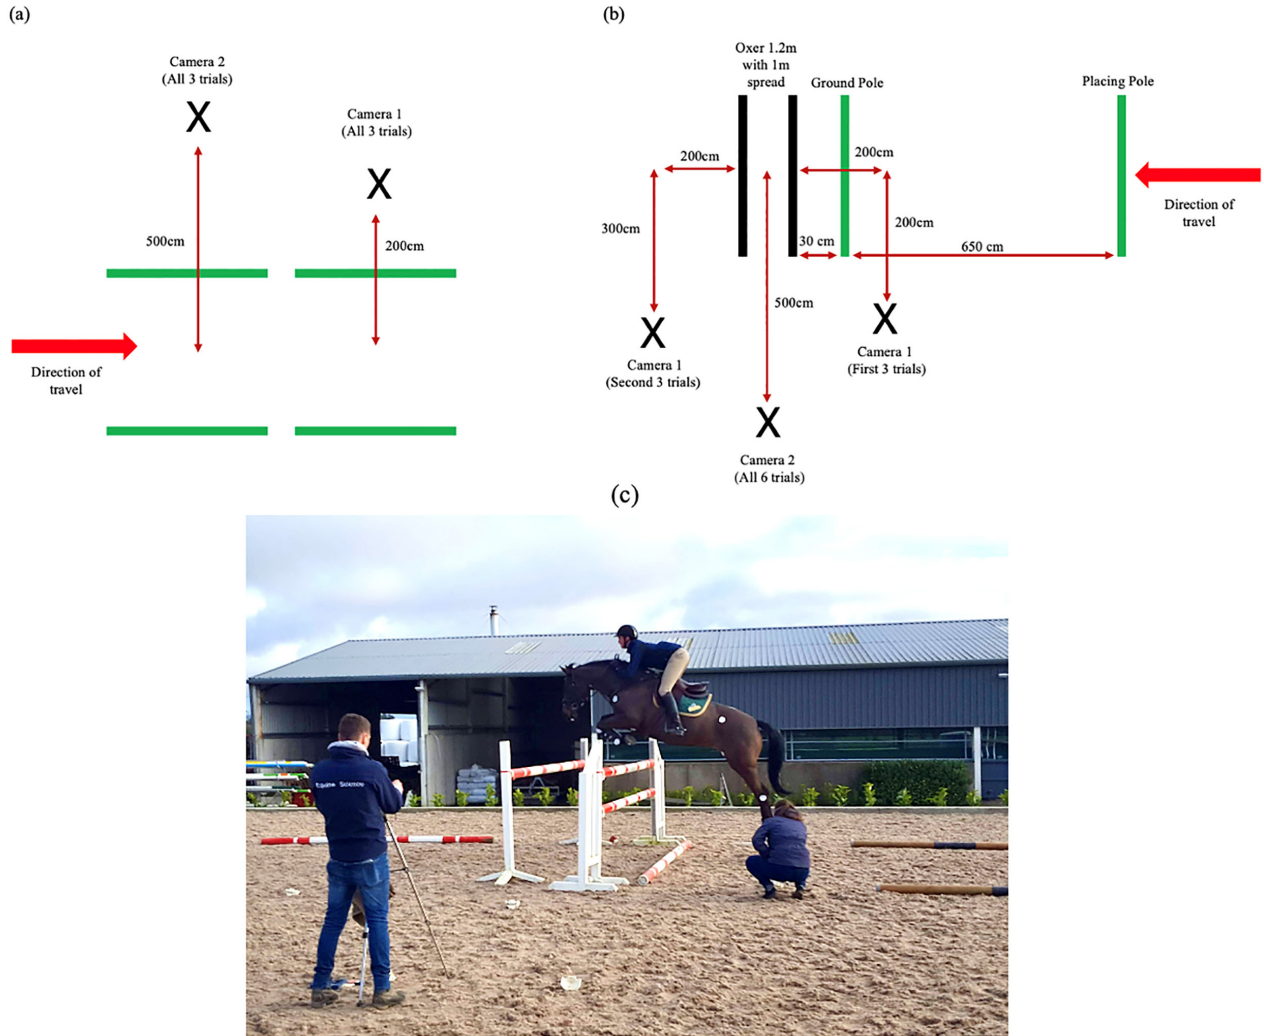 (a)
Camera 2
(All 3 trials)
X
Camera 1
(All 3 trials)
X
500cm
200cm
Direction of
travel
(b)
Oxer 1.2m
with 1m
spread
Ground Pole
Placing Pole
200cm
200cm
Direction of
travel
300cm
200cm
30 cm
650 cm
500cm
X
X
Camera 1
(Second 3 trials)
Camera 1
(First 3 trials)
X
Camera 2
(All 6 trials)
(c)
Equine Science